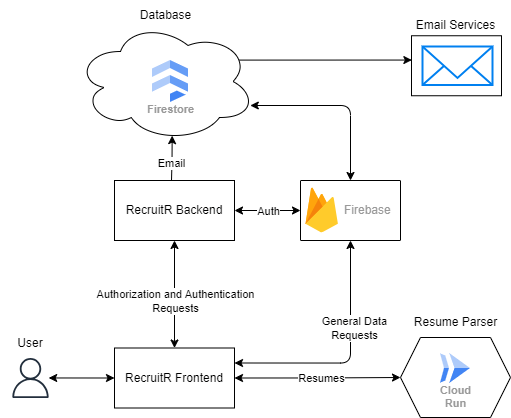 Database
Email Services
Firestore
Email
RecruitR Backend
Auth
Firebase
Authorization and Authentication
Requests
General Data
Requests
Resume Parser
User
RecruitR Frontend
Resumes
Cloud
Run